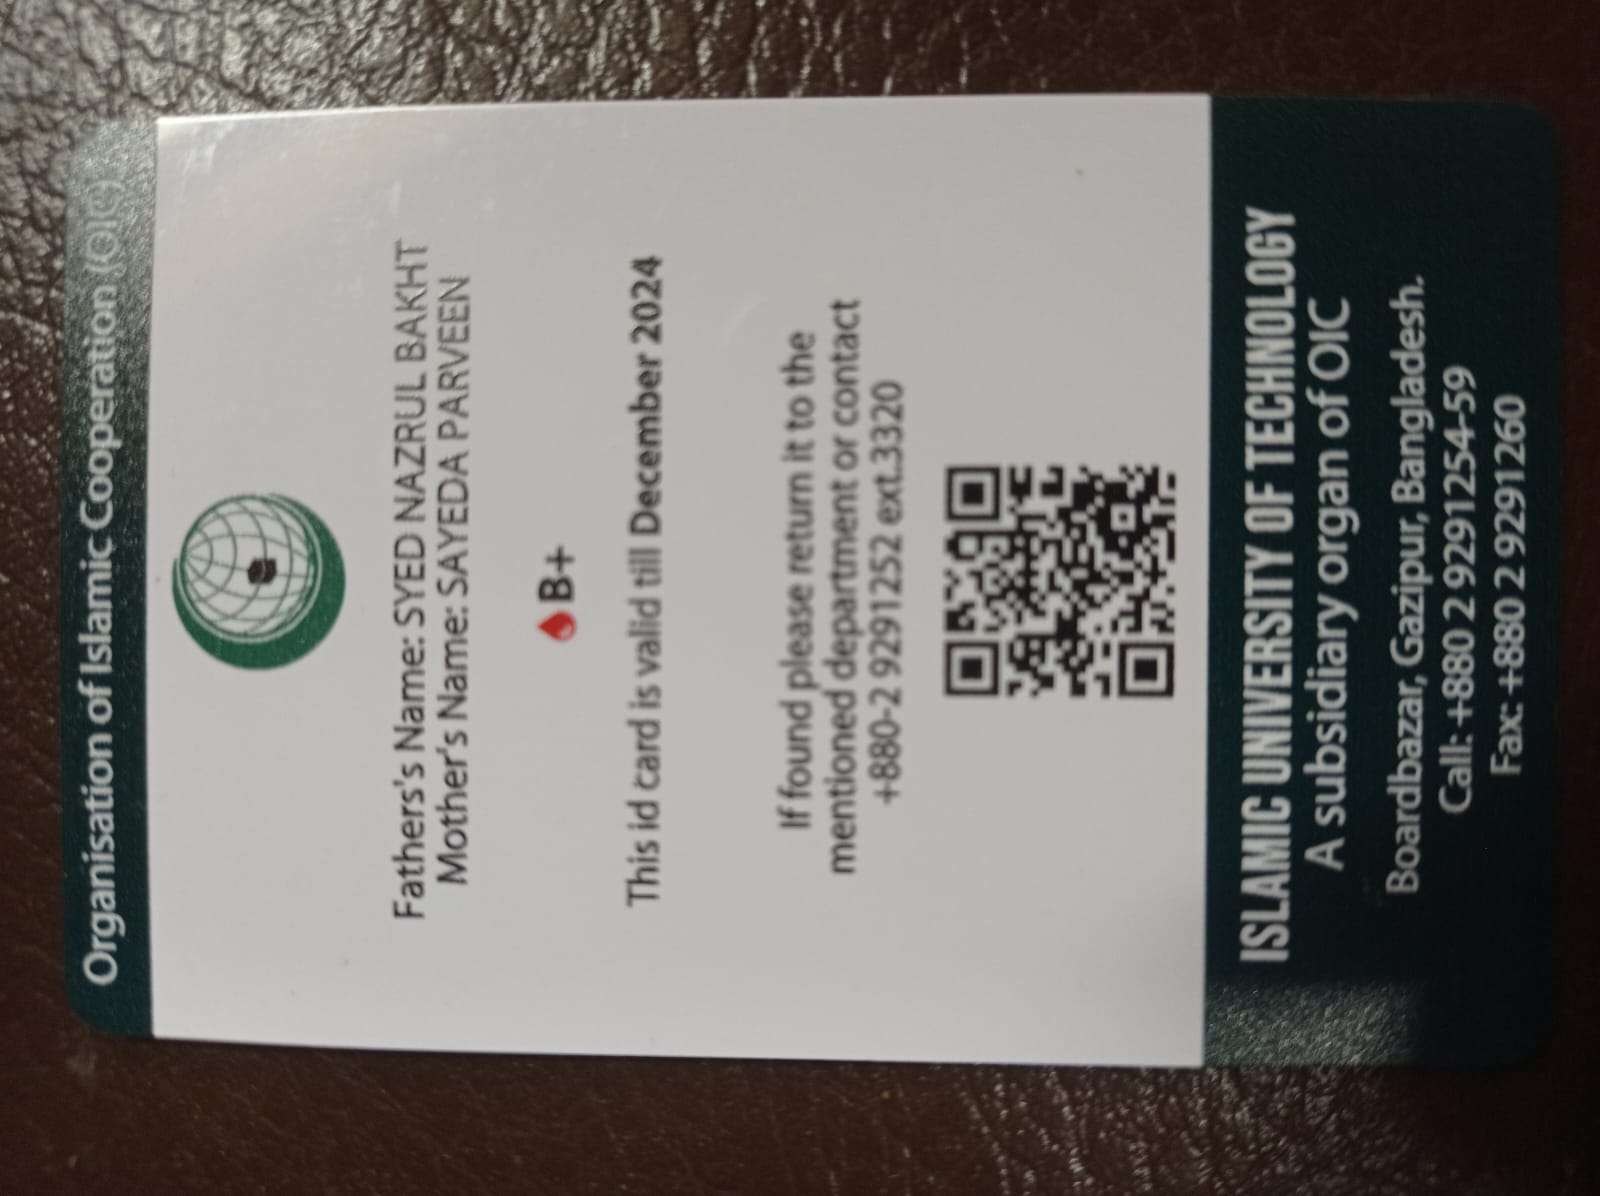 Organisation of Islamic Cooperation (OIC)
Fathers's Name: SYED NAZRUL BAKHT
Mother's Name: SAYEDA PARVEEN
B+
This id card is valid till December 2024
If found please return it to the
mentioned department or contact
+880-2 9291252 ext.3320
ISLAMIC UNIVERSITY OF TECHNOLOGY
A subsidiary organ of OIC
Boardbazar, Gazipur, Bangladesh.
Call: +880 2 9291254-59
Fax: +880 2 9291260